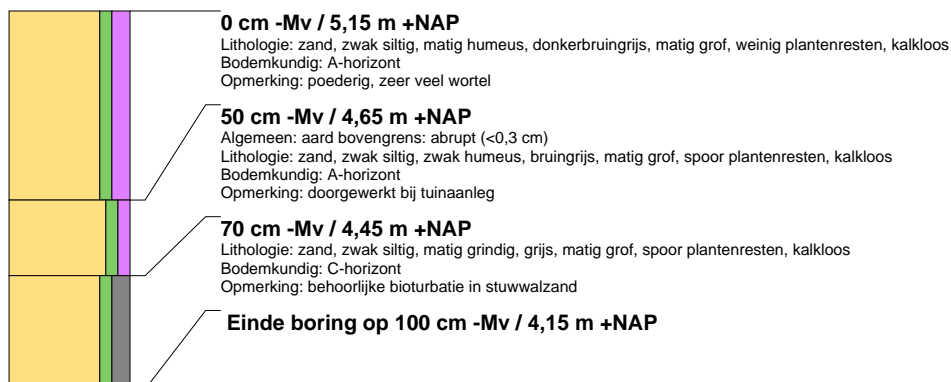 0 cm -Mv / 5,15 m +NAP
Lithologie: zand, zwak siltig, matig humeus, donkerbruingrijs, matig grof, weinig plantenresten, kalkloos
Bodemkundig: A-horizont
Opmerking: poederig, zeer veel wortel
50 cm -Mv / 4,65 m +NAP
Algemeen: aard bovengrens: abrupt (<0,3 cm)
Lithologie: zand, zwak siltig, zwak humeus, bruingrijs, matig grof, spoor plantenresten, kalkloos
Bodemkundig: A-horizont
Opmerking: doorgewerkt bij tuinaanleg
70 cm -Mv / 4,45 m +NAP
Lithologie: zand, zwak siltig, matig grindig, grijs, matig grof, spoor plantenresten, kalkloos
Bodemkundig: C-horizont
Opmerking: behoorlijke bioturbatie in stuwwalzand
Einde boring op 100 cm -Mv / 4,15 m +NAP